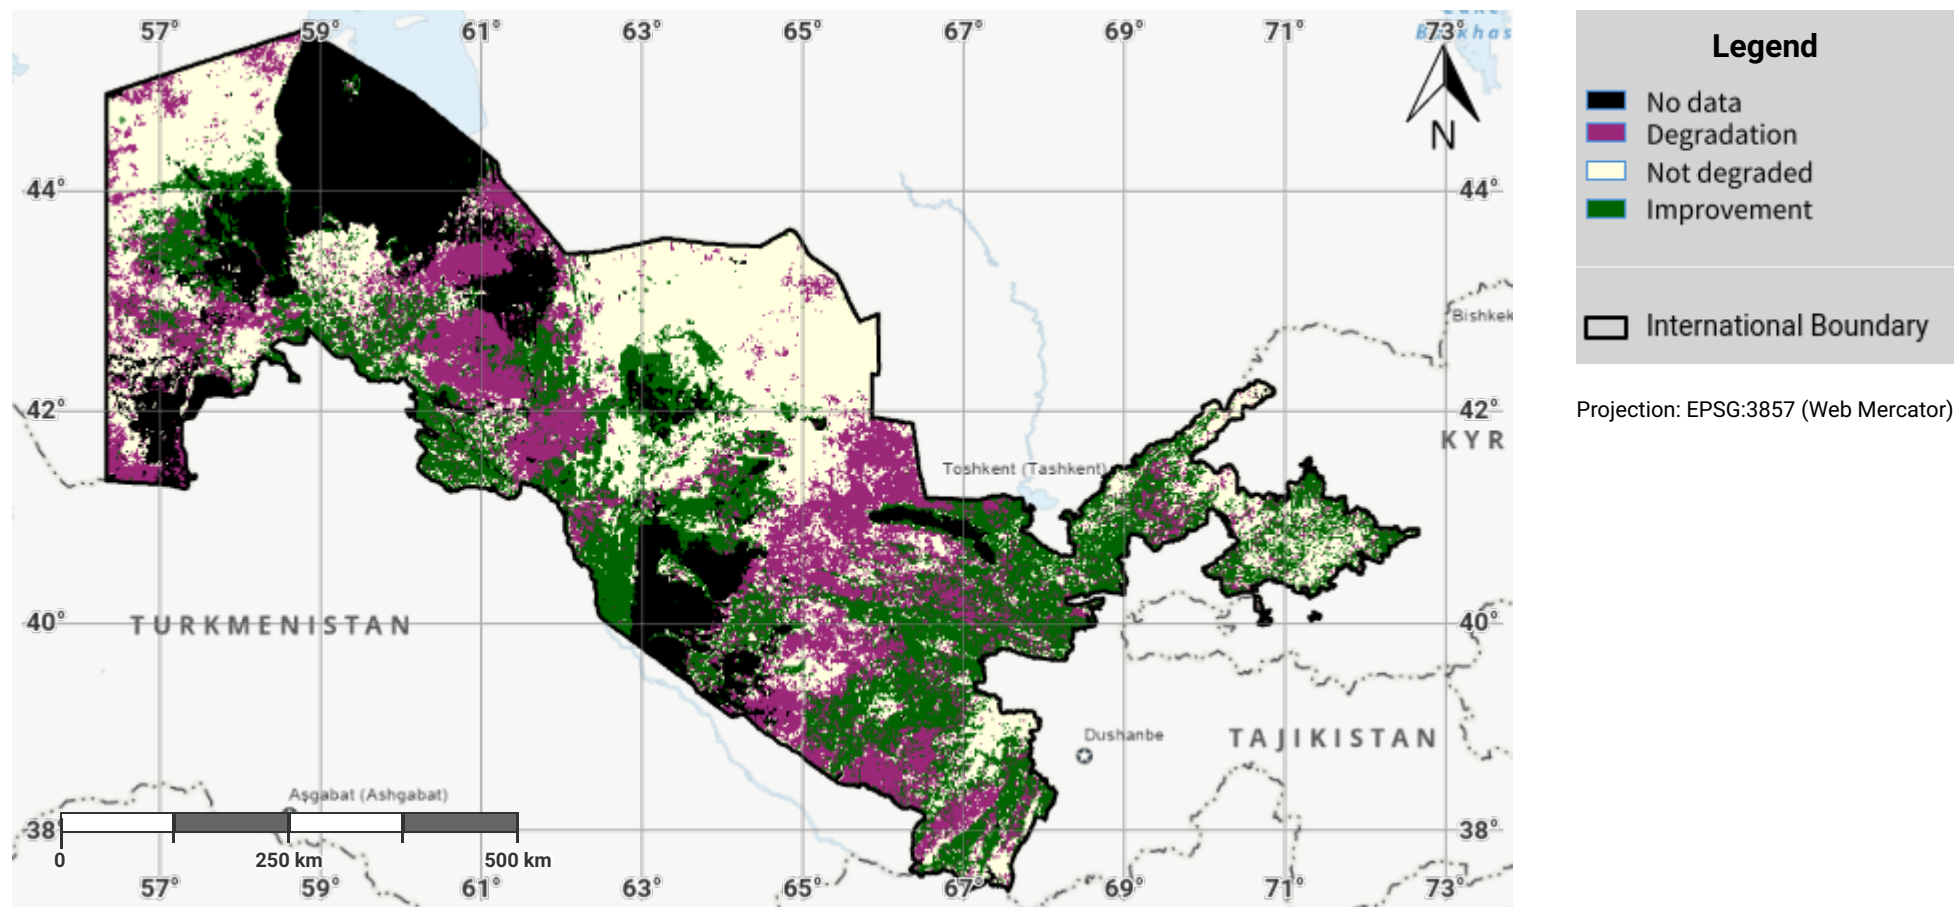 57° 59° 61° 63° 65° 67° 69° 71° 73°
N
44° 44°
Bishkek
42° 42°
KYR
Toshkent (Tashkent)
40° 40°
TURKMENISTAN
Dushanbe
TAJIKISTAN
Aşgabat (Ashgabat)
38° 38°
0 250 km 500 km
57° 59° 61° 63° 65° 67° 69° 71° 73°
Legend
No data
Degradation
Not degraded
Improvement
International Boundary
Projection: EPSG:3857 (Web Mercator)